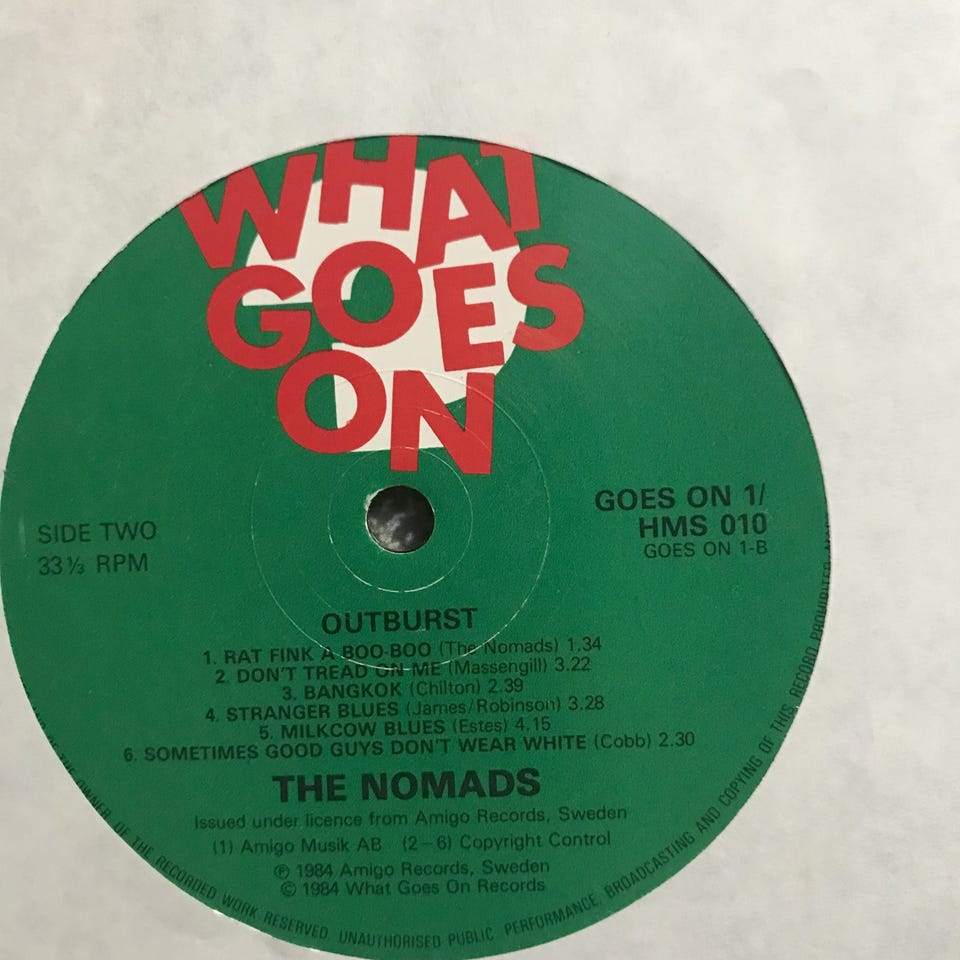 WHAT
GOES
ON
SIDE TWO
33⅓ RPM
GOES ON 1/
HMS 010
GOES ON 1-B
OUTBURST
1. RAT FINK A BOO-BOO (The Nomads) 1.34
2. DON'T TREAD ON ME (Massengill) 3.22
3. BANGKOK (Chilton) 2.39
4. STRANGER BLUES (James/Robinson) 3.28
5. MILKCOW BLUES (Estes) 4.15
6. SOMETIMES GOOD GUYS DON'T WEAR WHITE (Cobb) 2.30
THE NOMADS
Issued under licence from Amigo Records, Sweden
(1) Amigo Musik AB (2–6) Copyright Control
℗ 1984 Amigo Records, Sweden
© 1984 What Goes On Records
OWNER OF THE RECORDED WORK RESERVED. UNAUTHORISED PUBLIC PERFORMANCE, BROADCASTING AND COPYING OF THIS RECORD PROHIBITED